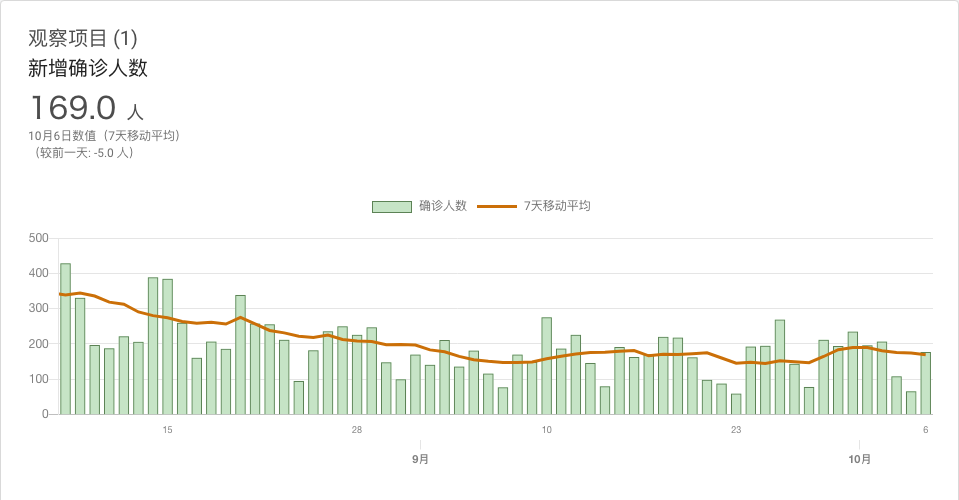 观察项目 (1)
新增确诊人数
169.0 人
10月6日数值（7天移动平均）
（较前一天: -5.0 人）
确诊人数 7天移动平均
500
400
300
200
100
0
15 28 10 23 6
9月 10月